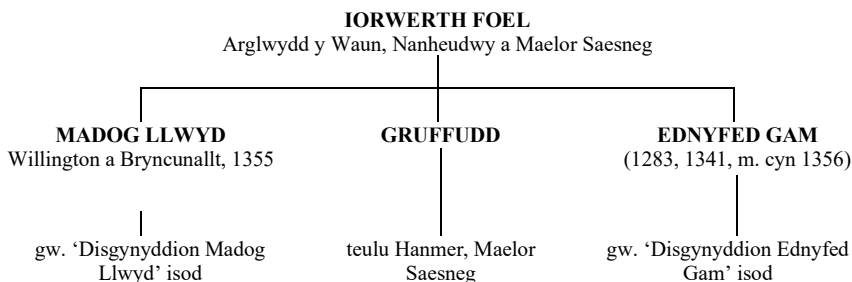 IORWERTH FOEL
Arglwydd y Waun, Nanheudwy a Maelor Saesneg
MADOG LLWYD
Willington a Bryncunallt, 1355
gw. ‘Disgynyddion Madog
Llwyd’ isod
GRUFFUDD
teulu Hanmer, Maelor
Saesneg
EDNYFED GAM
(1283, 1341, m. cyn 1356)
gw. ‘Disgynyddion Ednyfed
Gam’ isod